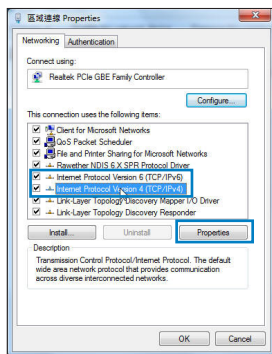 區域連線 Properties
Networking Authentication
Connect using:
Realtek PCIe GBE Family Controller
Configure...
This connection uses the following items:
Client for Microsoft Networks
QoS Packet Scheduler
File and Printer Sharing for Microsoft Networks
Rawether NDIS 6.X SPR Protocol Driver
Internet Protocol Version 6 (TCP/IPv6)
Internet Protocol Version 4 (TCP/IPv4)
Link-Layer Topology Discovery Mapper I/O Driver
Link-Layer Topology Discovery Responder
Install... Uninstall Properties
Description
Transmission Control Protocol/Internet Protocol. The default
wide area network protocol that provides communication
across diverse interconnected networks.
OK Cancel